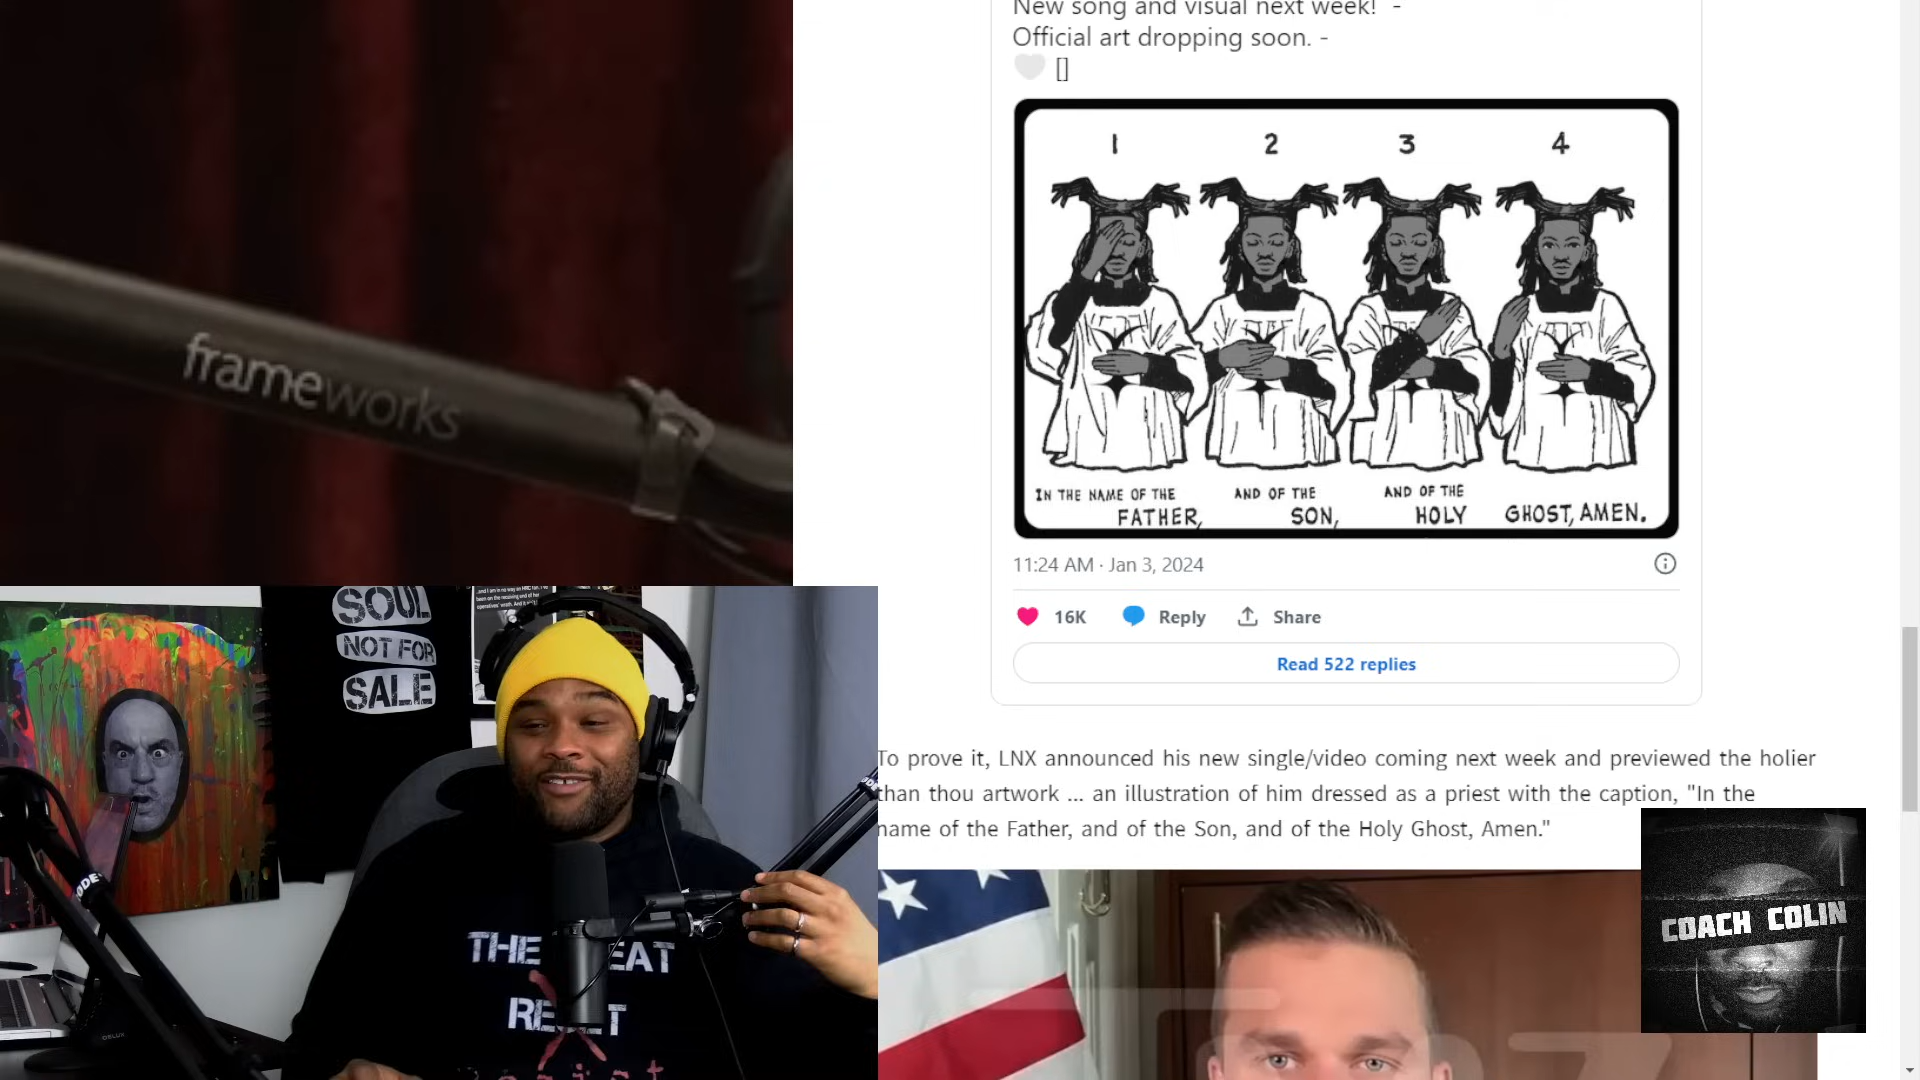 New song and visual next week! -
Official art dropping soon. -
[]
1 2 3 4
IN THE NAME OF THE
FATHER,
AND OF THE
SON,
AND OF THE
HOLY
GHOST, AMEN.
11:24 AM · Jan 3, 2024
16K Reply Share
Read 522 replies
To prove it, LNX announced his new single/video coming next week and previewed the holier
than thou artwork ... an illustration of him dressed as a priest with the caption, "In the
name of the Father, and of the Son, and of the Holy Ghost, Amen."
COACH COLIN
frameworks
SOUL
NOT FOR
SALE
THE EAT